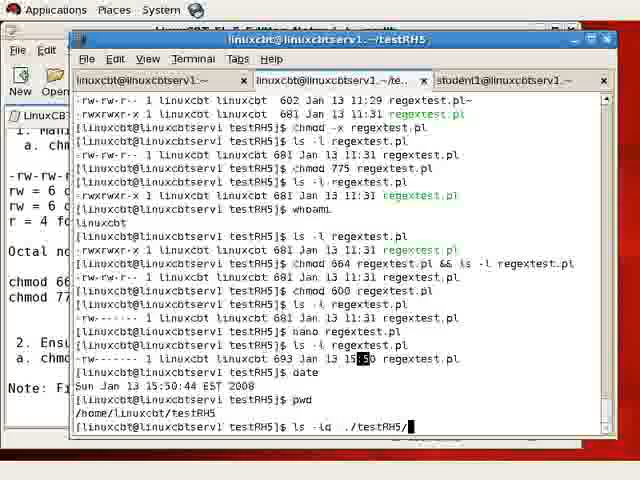 Applications Places System
linuxcbt@linuxcbtserv1:~/testRH5
File Edit
File Edit View Terminal Tabs Help
New Open
linuxcbt@linuxcbtserv1:~
linuxcbt@linuxcbtserv1:~/te...
student1@linuxcbtserv1:~/test...
LinuxCB
-rw-rw-r-- 1 linuxcbt linuxcbt 602 Jan 13 11:29 regextest.pl~
-rwxrwxr-x 1 linuxcbt linuxcbt 681 Jan 13 11:31 regextest.pl
[linuxcbt@linuxcbtserv1 testRH5]$ chmod -x regextest.pl
[linuxcbt@linuxcbtserv1 testRH5]$ ls -l regextest.pl
-rw-rw-r-- 1 linuxcbt linuxcbt 681 Jan 13 11:31 regextest.pl
[linuxcbt@linuxcbtserv1 testRH5]$ chmod 775 regextest.pl
[linuxcbt@linuxcbtserv1 testRH5]$ ls -l regextest.pl
-rwxrwxr-x 1 linuxcbt linuxcbt 681 Jan 13 11:31 regextest.pl
[linuxcbt@linuxcbtserv1 testRH5]$ whoami
linuxcbt
[linuxcbt@linuxcbtserv1 testRH5]$ ls -l regextest.pl
-rwxrwxr-x 1 linuxcbt linuxcbt 681 Jan 13 11:31 regextest.pl
[linuxcbt@linuxcbtserv1 testRH5]$ chmod 664 regextest.pl && ls -l regextest.pl
-rw-rw-r-- 1 linuxcbt linuxcbt 681 Jan 13 11:31 regextest.pl
[linuxcbt@linuxcbtserv1 testRH5]$ chmod 600 regextest.pl
[linuxcbt@linuxcbtserv1 testRH5]$ ls -l regextest.pl
-rw------- 1 linuxcbt linuxcbt 681 Jan 13 11:31 regextest.pl
[linuxcbt@linuxcbtserv1 testRH5]$ nano regextest.pl
[linuxcbt@linuxcbtserv1 testRH5]$ ls -l regextest.pl
-rw------- 1 linuxcbt linuxcbt 693 Jan 13 15:50 regextest.pl
[linuxcbt@linuxcbtserv1 testRH5]$ date
Sun Jan 13 15:50:44 EST 2008
[linuxcbt@linuxcbtserv1 testRH5]$ pwd
/home/linuxcbt/testRH5
[linuxcbt@linuxcbtserv1 testRH5]$ ls -lg ./testRH5/
a. chm
-rw-rw-r
rw = 6 o
rw = 6 o
r = 4 fo
Octal no
chmod 66
chmod 77
2. Ensu
a. chmo
Note: Fi